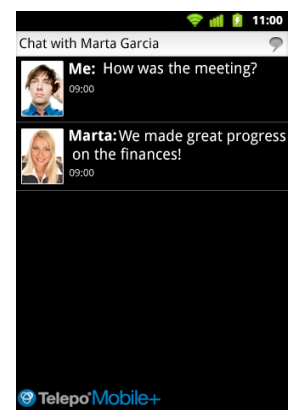 11:00
Chat with Marta Garcia
Me: How was the meeting?
09:00
Marta: We made great progress
on the finances!
09:00
Telepo Mobile+